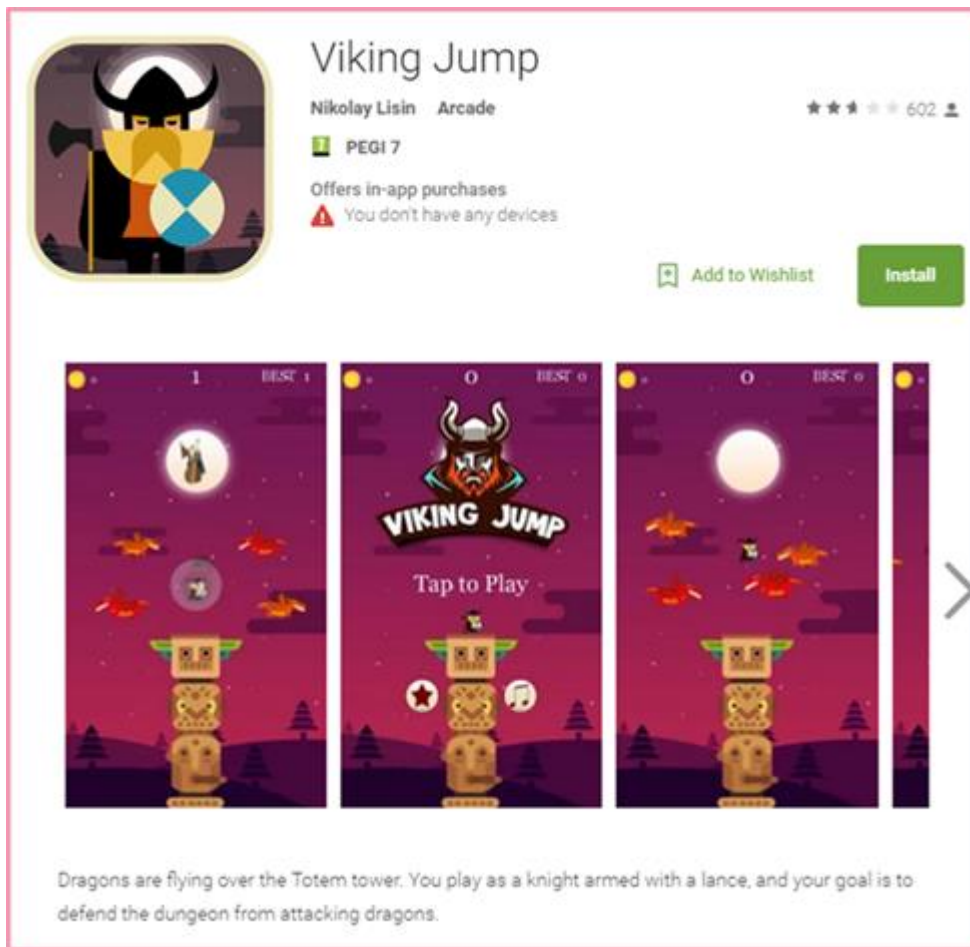 Viking Jump
Nikolay Lisin Arcade
602
7 PEGI 7
Offers in-app purchases
You don't have any devices
Add to Wishlist
Install
1 BEST 1
0 BEST 0
VIKING JUMP
Tap to Play
0 BEST 0
Dragons are flying over the Totem tower. You play as a knight armed with a lance, and your goal is to
defend the dungeon from attacking dragons.